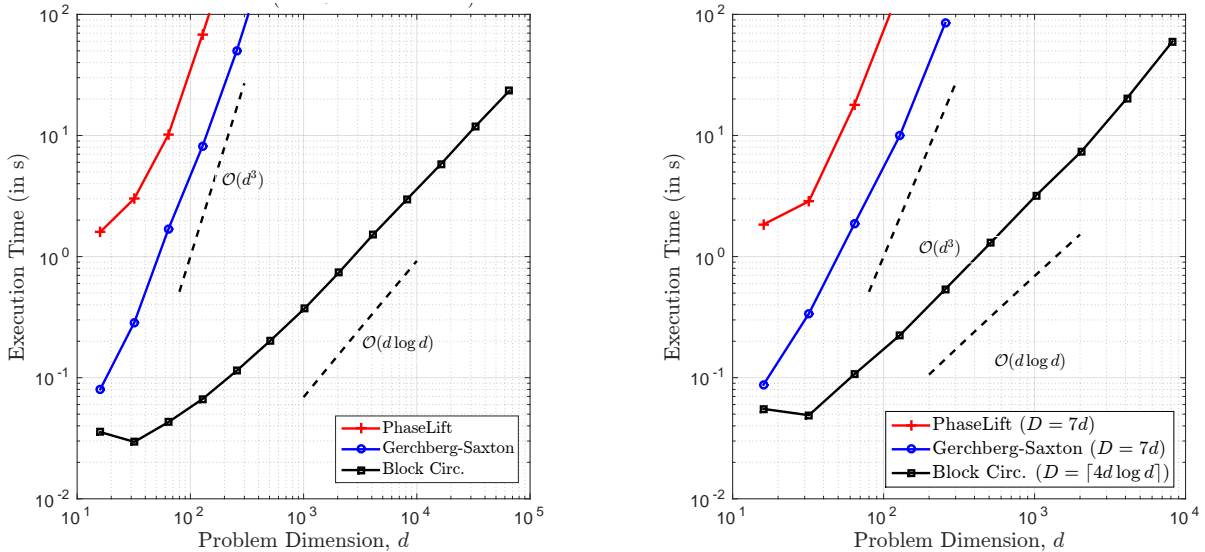 10^2
10^1
10^0
10^{-1}
10^{-2}
Execution Time (in s)
𝒪(d^3)
𝒪(d log d)
PhaseLift
Gerchberg-Saxton
Block Circ.
10^1 10^2 10^3 10^4 10^5
Problem Dimension, d
10^2
10^1
10^0
10^{-1}
10^{-2}
Execution Time (in s)
𝒪(d^3)
𝒪(d log d)
PhaseLift (D = 7d)
Gerchberg-Saxton (D = 7d)
Block Circ. (D = ⌈4d log d⌉)
10^1 10^2 10^3 10^4
Problem Dimension, d